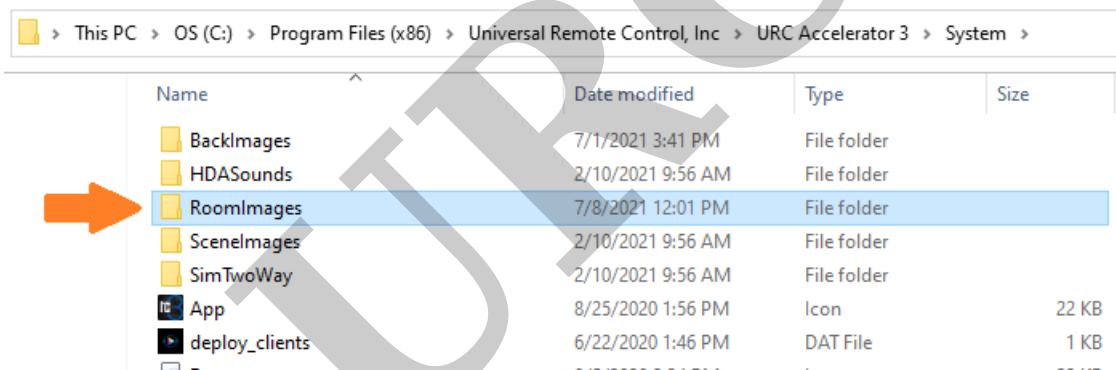 This PC > OS (C:) > Program Files (x86) > Universal Remote Control, Inc > URC Accelerator 3 > System >
Name Date modified Type Size
BackImages 7/1/2021 3:41 PM File folder
HDASounds 2/10/2021 9:56 AM File folder
RoomImages 7/8/2021 12:01 PM File folder
SceneImages 2/10/2021 9:56 AM File folder
SimTwoWay 2/10/2021 9:56 AM File folder
App 8/25/2020 1:56 PM Icon 22 KB
deploy_clients 6/22/2020 1:46 PM DAT File 1 KB
URC